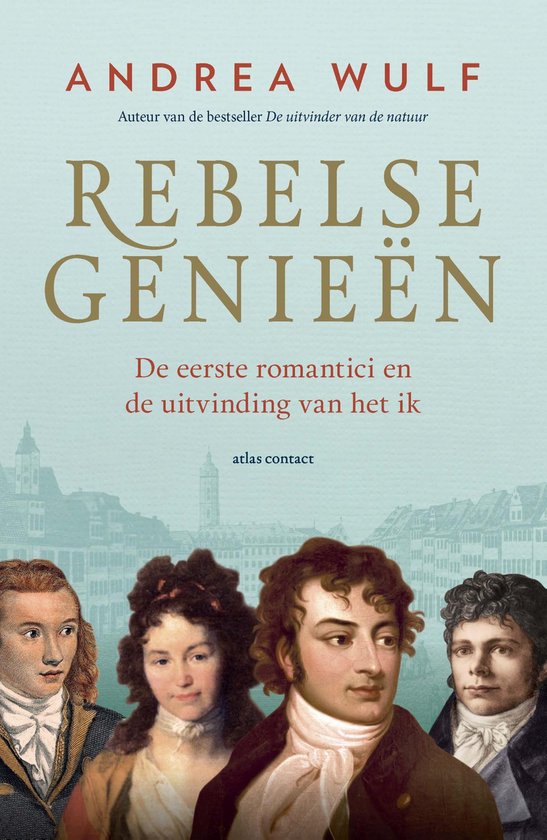 ANDREA WULF
Auteur van de bestseller De uitvinder van de natuur
REBELSE
GENIEËN
De eerste romantici en
de uitvinding van het ik
atlas contact